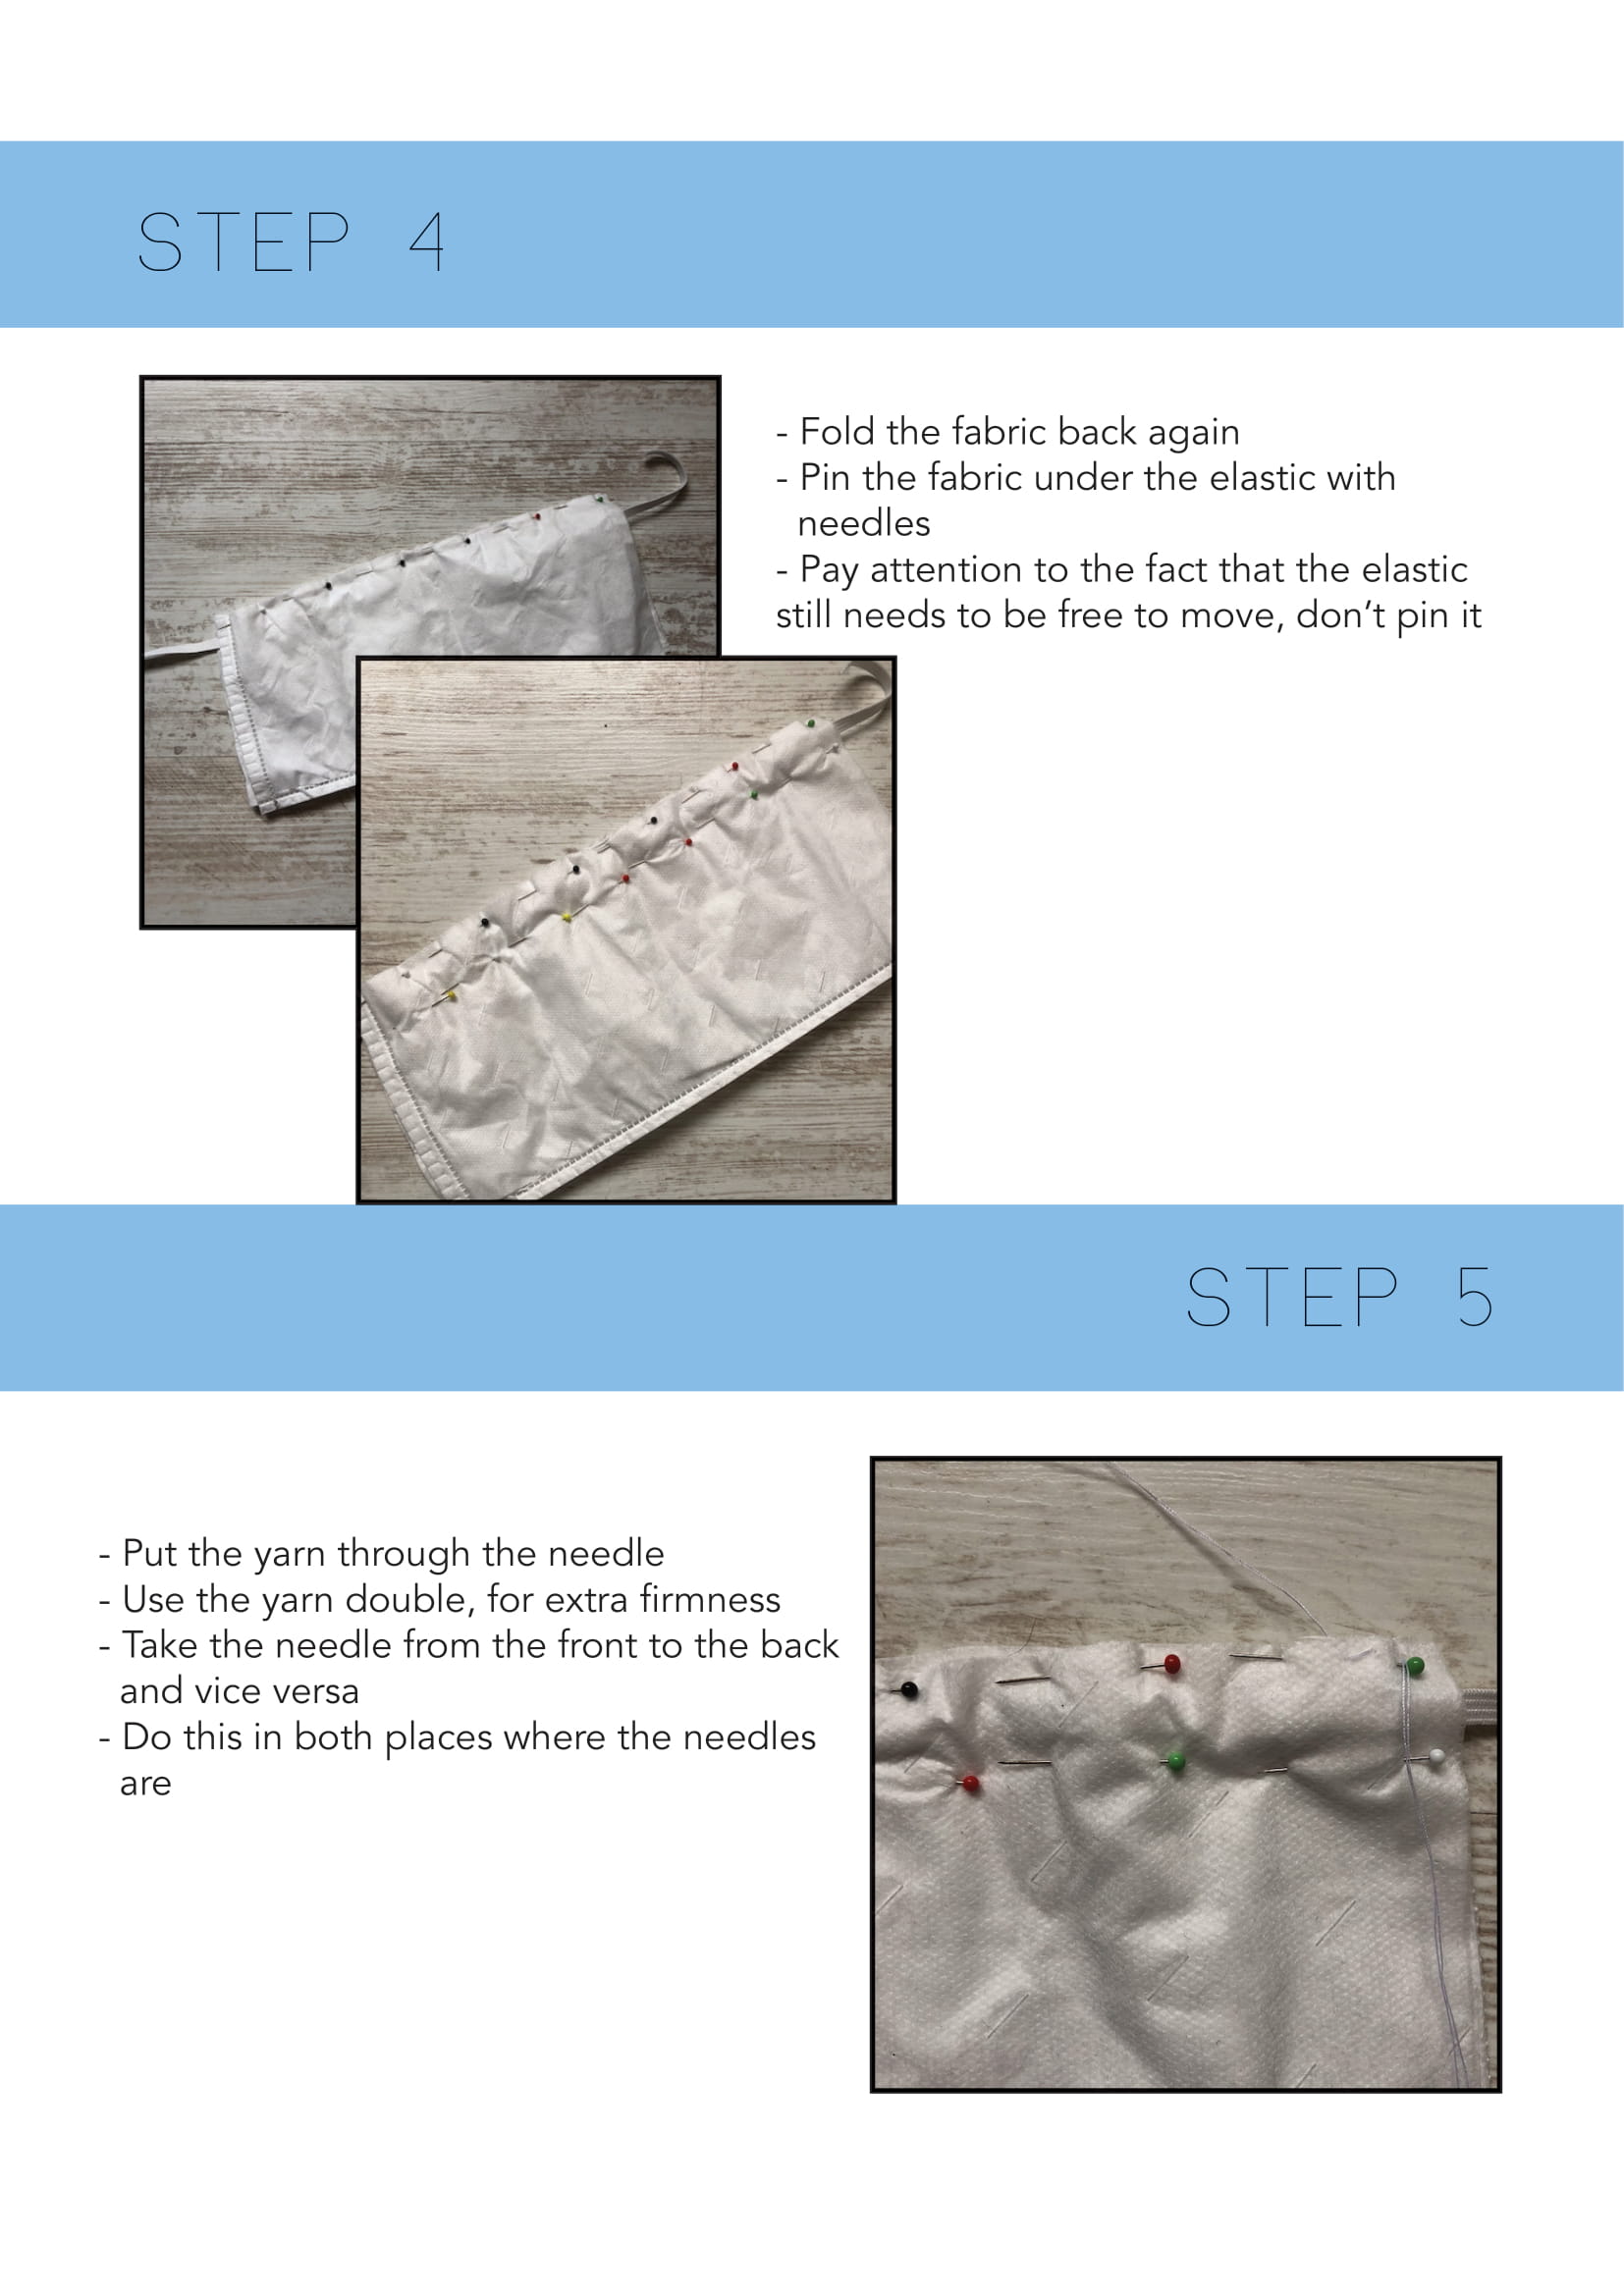 STEP 4
- Fold the fabric back again
- Pin the fabric under the elastic with
needles
- Pay attention to the fact that the elastic
still needs to be free to move, don’t pin it
STEP 5
- Put the yarn through the needle
- Use the yarn double, for extra firmness
- Take the needle from the front to the back
and vice versa
- Do this in both places where the needles
are